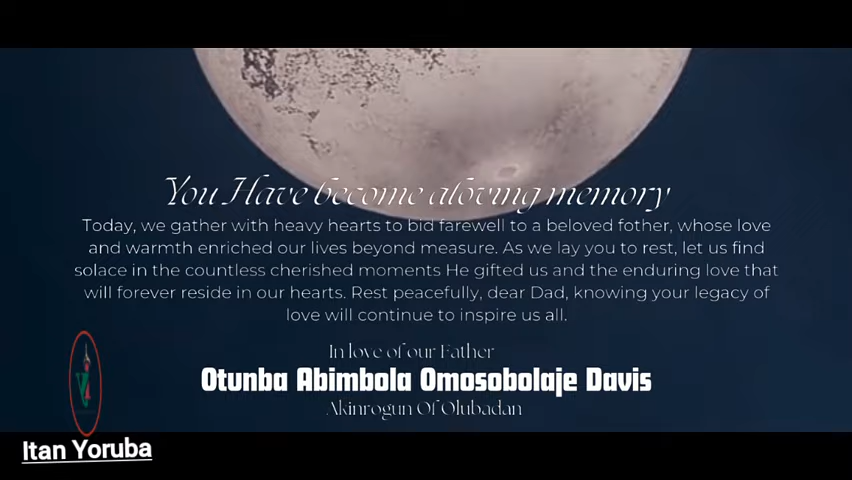 You Have become a loving memory
Today, we gather with heavy hearts to bid farewell to a beloved fother, whose love
and warmth enriched our lives beyond measure. As we lay you to rest, let us find
solace in the countless cherished moments He gifted us and the enduring love that
will forever reside in our hearts. Rest peacefully, dear Dad, knowing your legacy of
love will continue to inspire us all.
In love of our Father
Otunba Abimbola Omosobolaje Davis
Akinrogun Of Olubadan
Itan Yoruba